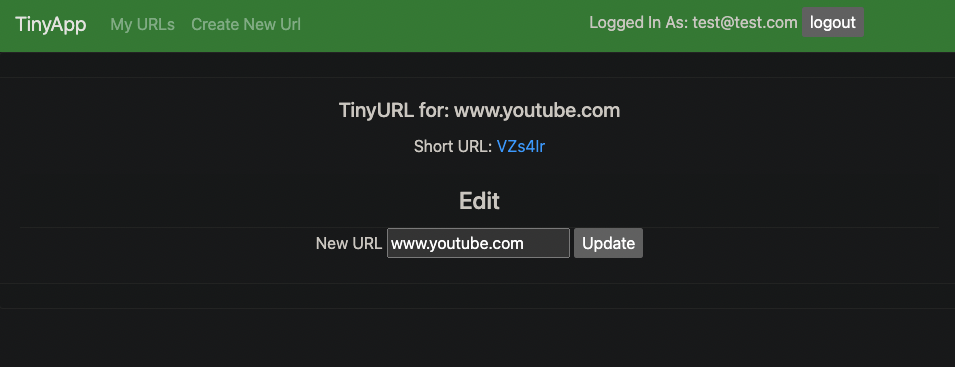 TinyApp My URLs Create New Url Logged In As: test@test.com logout
TinyURL for: www.youtube.com
Short URL: VZs4lr
Edit
New URL www.youtube.com Update